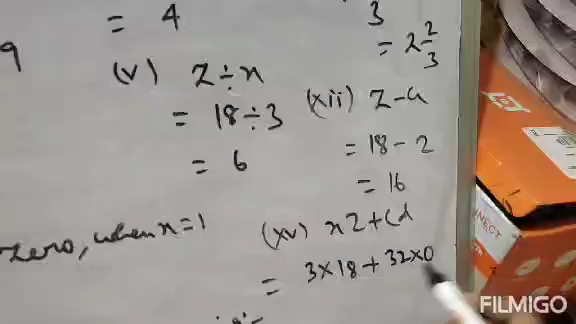 = 4
9
(v) z÷x
= 18÷3
= 6
zero, when x=1
3
= 2 2/3
(xii) z-a
= 18-2
= 16
(xv) xz+cd
= 3×18+32×0
FILMIGO